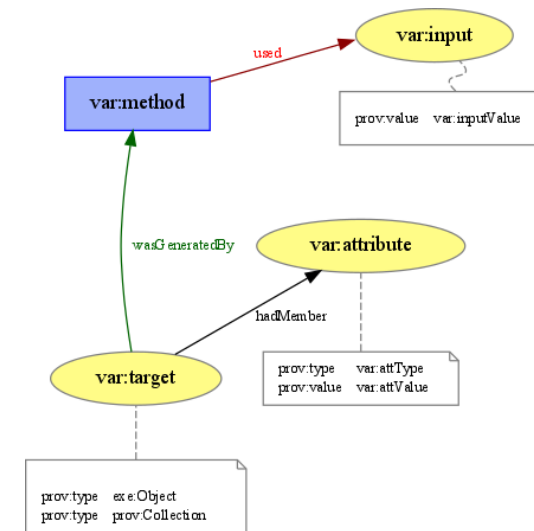 var:input
used
var:method
prov:value var:inputValue
wasGeneratedBy
var:attribute
hadMember
prov:type var:attType
prov:value var:attValue
var:target
prov:type exe:Object
prov:type prov:Collection